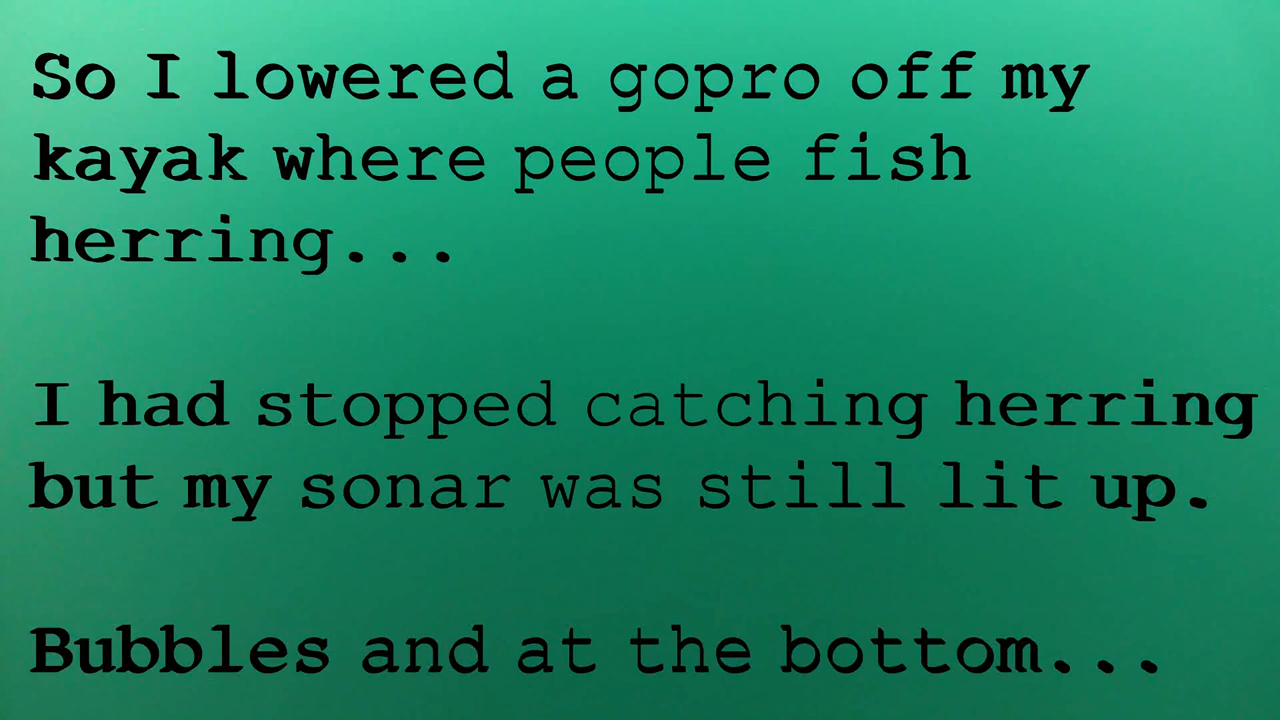 So I lowered a gopro off my
kayak where people fish
herring...
I had stopped catching herring
but my sonar was still lit up.
Bubbles and at the bottom...